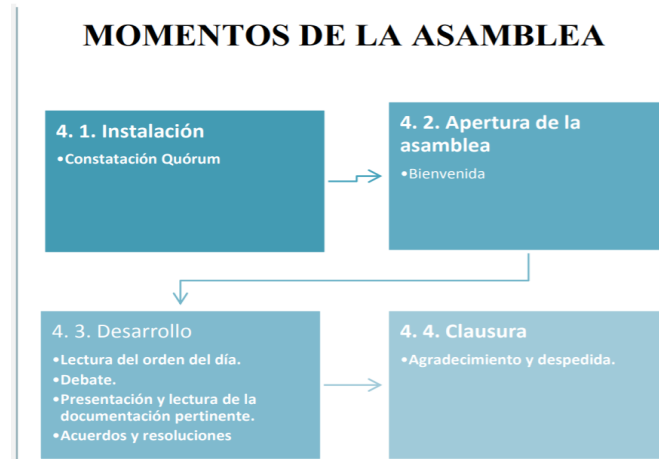 MOMENTOS DE LA ASAMBLEA
4. 1. Instalación
•Constatación Quórum
4. 2. Apertura de la
asamblea
•Bienvenida
4. 3. Desarrollo
•Lectura del orden del día.
•Debate.
•Presentación y lectura de la
documentación pertinente.
•Acuerdos y resoluciones
4. 4. Clausura
•Agradecimiento y despedida.